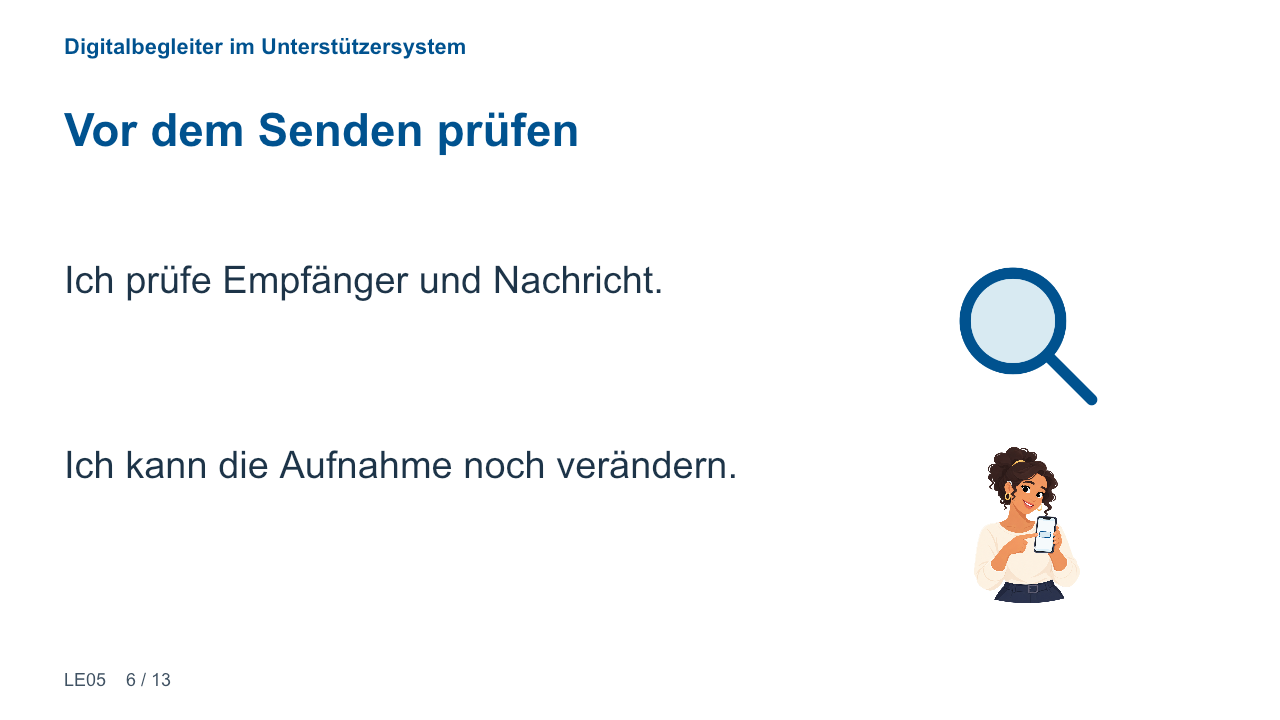 Digitalbegleiter im Unterstützersystem
Vor dem Senden prüfen
Ich prüfe Empfänger und Nachricht.
Ich kann die Aufnahme noch verändern.
LE05 6 / 13